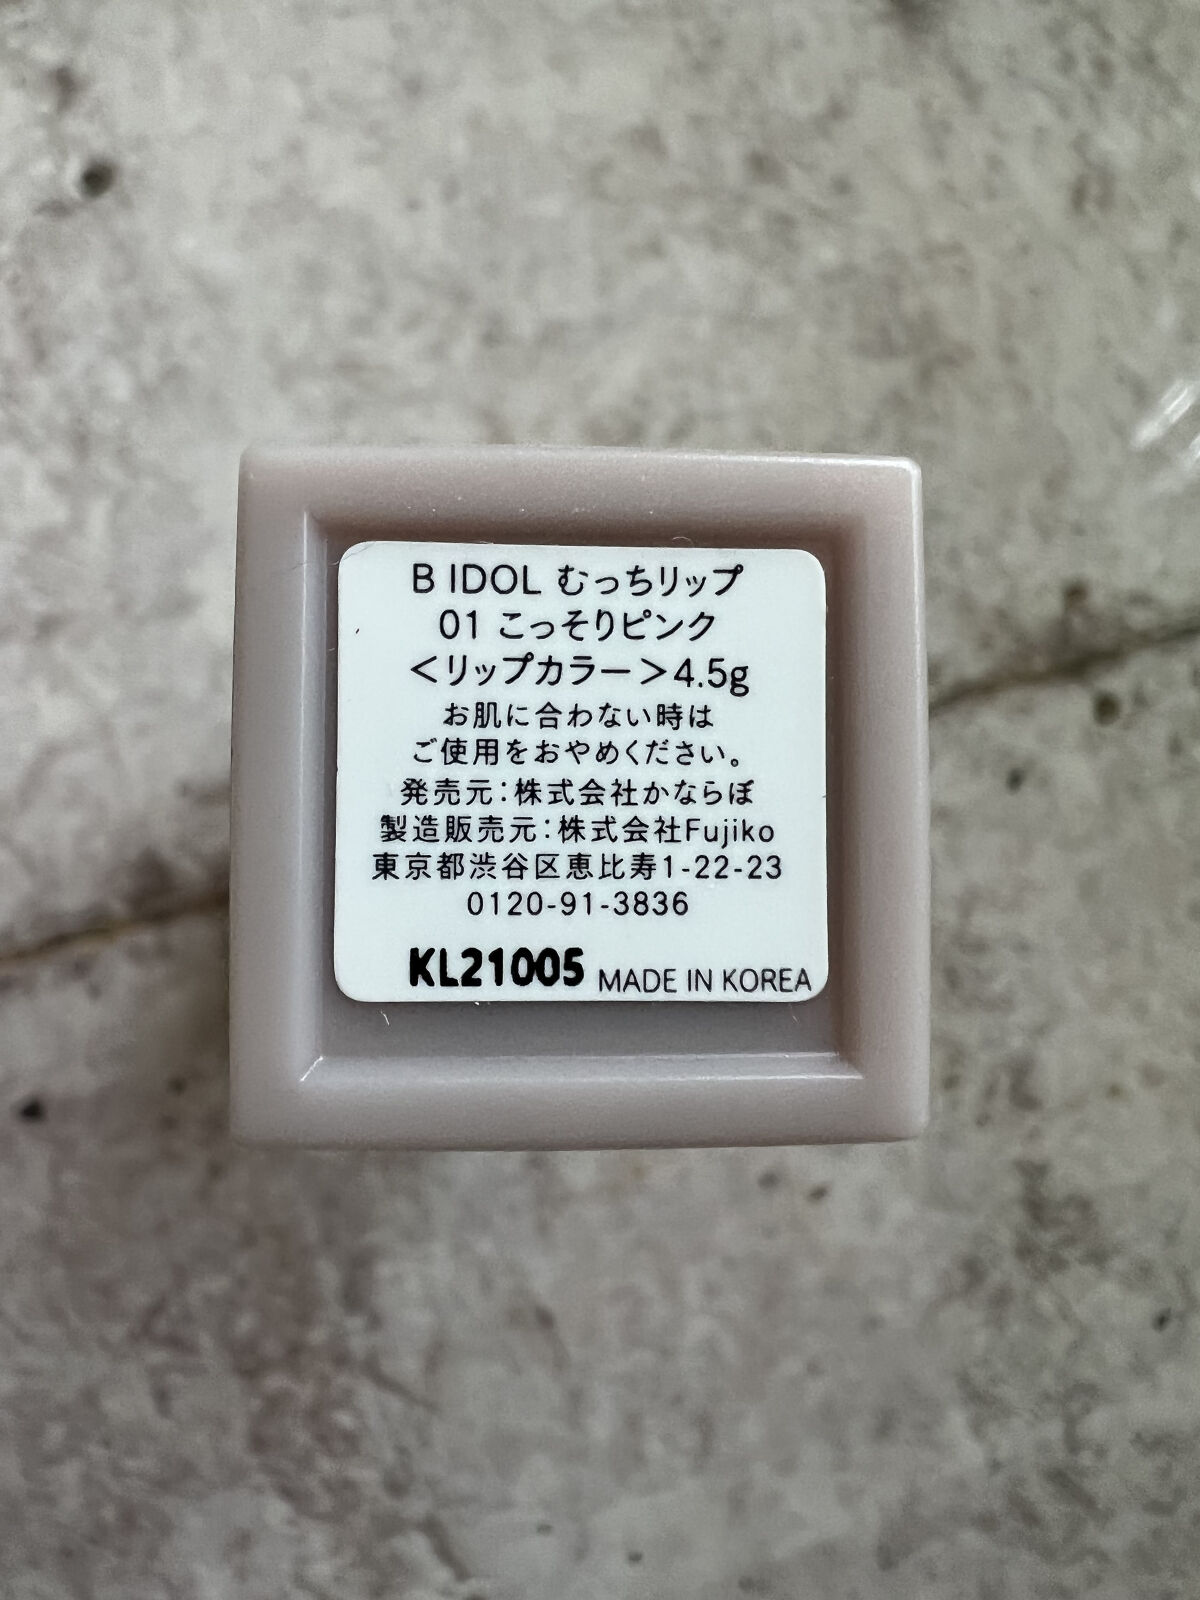 B IDOL むっちリップ
01 こっそりピンク
＜リップカラー＞4.5g
お肌に合わない時は
ご使用をおやめください。
発売元：株式会社かならぼ
製造販売元：株式会社Fujiko
東京都渋谷区恵比寿1-22-23
0120-91-3836
KL21005 MADE IN KOREA